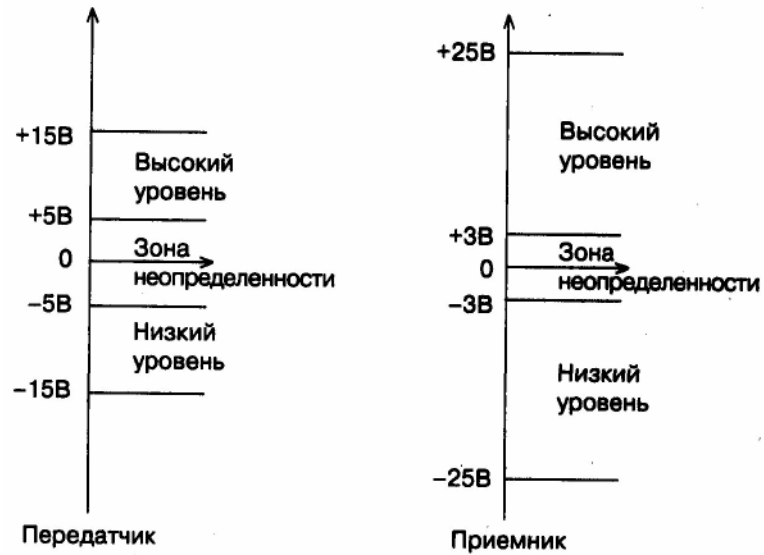 +15В
Высокий
уровень
+5В
Зона
0
неопределенности
−5В
Низкий
уровень
−15В
Передатчик
+25В
Высокий
уровень
+3В
Зона
0
неопределенности
−3В
Низкий
уровень
−25В
Приемник